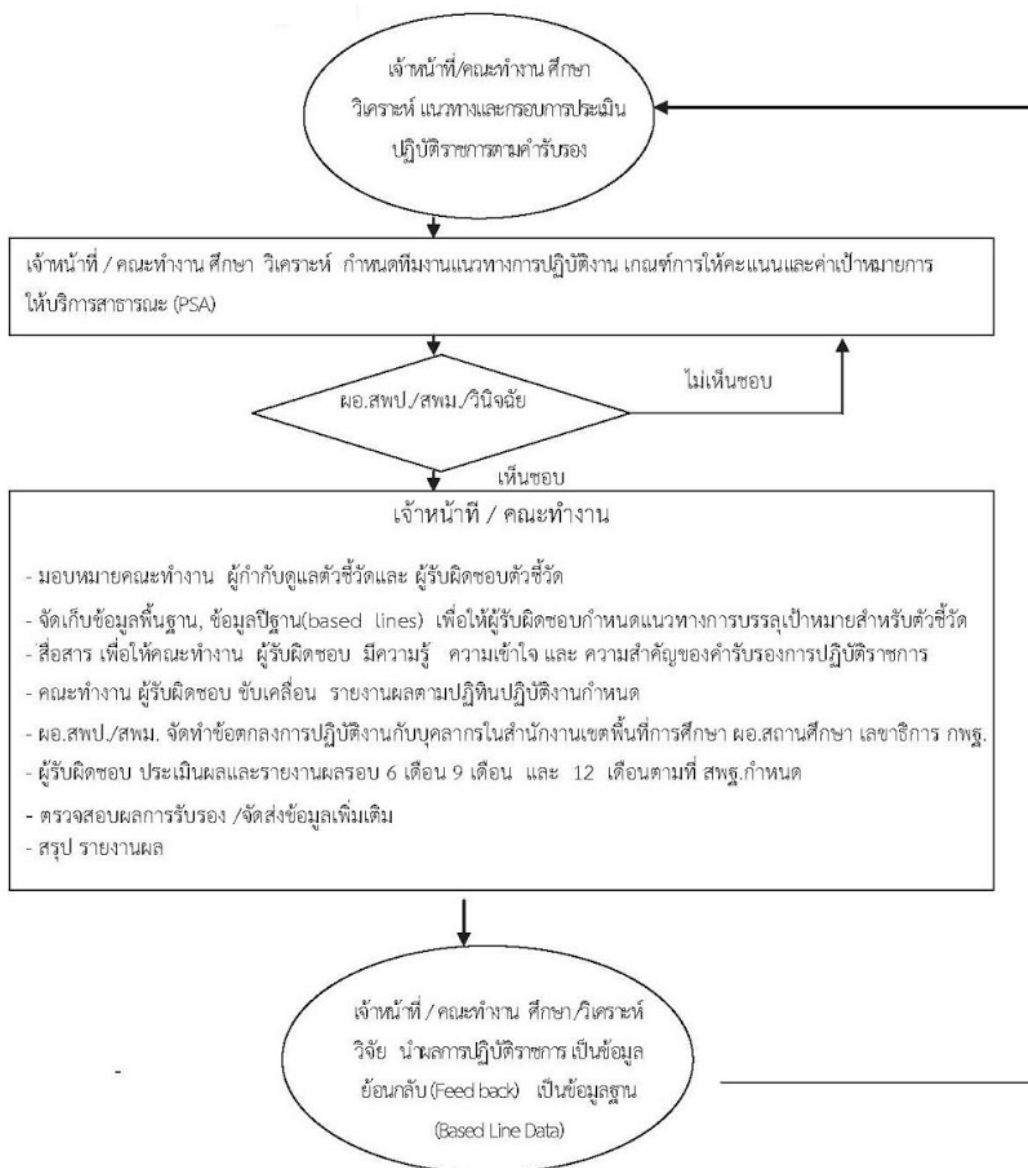 เจ้าหน้าที่/คณะทำงาน ศึกษา
วิเคราะห์ แนวทางและกรอบการประเมิน
ปฏิบัติราชการตามคำรับรอง
เจ้าหน้าที่ / คณะทำงาน ศึกษา วิเคราะห์ กำหนดทีมงานแนวทางการปฏิบัติงาน เกณฑ์การให้คะแนนและค่าเป้าหมายการ
ให้บริการสาธารณะ (PSA)
ผอ.สพป./สพม./วินิจฉัย
ไม่เห็นชอบ
เห็นชอบ
เจ้าหน้าที / คณะทำงาน
- มอบหมายคณะทำงาน ผู้กำกับดูแลตัวชี้วัดและ ผู้รับผิดชอบตัวชี้วัด
- จัดเก็บข้อมูลพื้นฐาน, ข้อมูลปีฐาน(based lines) เพื่อให้ผู้รับผิดชอบกำหนดแนวทางการบรรลุเป้าหมายสำหรับตัวชี้วัด
- สื่อสาร เพื่อให้คณะทำงาน ผู้รับผิดชอบ มีความรู้ ความเข้าใจ และ ความสำคัญของคำรับรองการปฏิบัติราชการ
- คณะทำงาน ผู้รับผิดชอบ ขับเคลื่อน รายงานผลตามปฏิทินปฏิบัติงานกำหนด
- ผอ.สพป./สพม. จัดทำข้อตกลงการปฏิบัติงานกับบุคลากรในสำนักงานเขตพื้นที่การศึกษา ผอ.สถานศึกษา เลขาธิการ กพฐ.
- ผู้รับผิดชอบ ประเมินผลและรายงานผลรอบ 6 เดือน 9 เดือน และ 12 เดือนตามที่ สพฐ.กำหนด
- ตรวจสอบผลการรับรอง /จัดส่งข้อมูลเพิ่มเติม
- สรุป รายงานผล
เจ้าหน้าที่ / คณะทำงาน ศึกษา /วิเคราะห์
วิจัย นำผลการปฏิบัติราชการ เป็นข้อมูล
ย้อนกลับ (Feed back) เป็นข้อมูลฐาน
(Based Line Data)